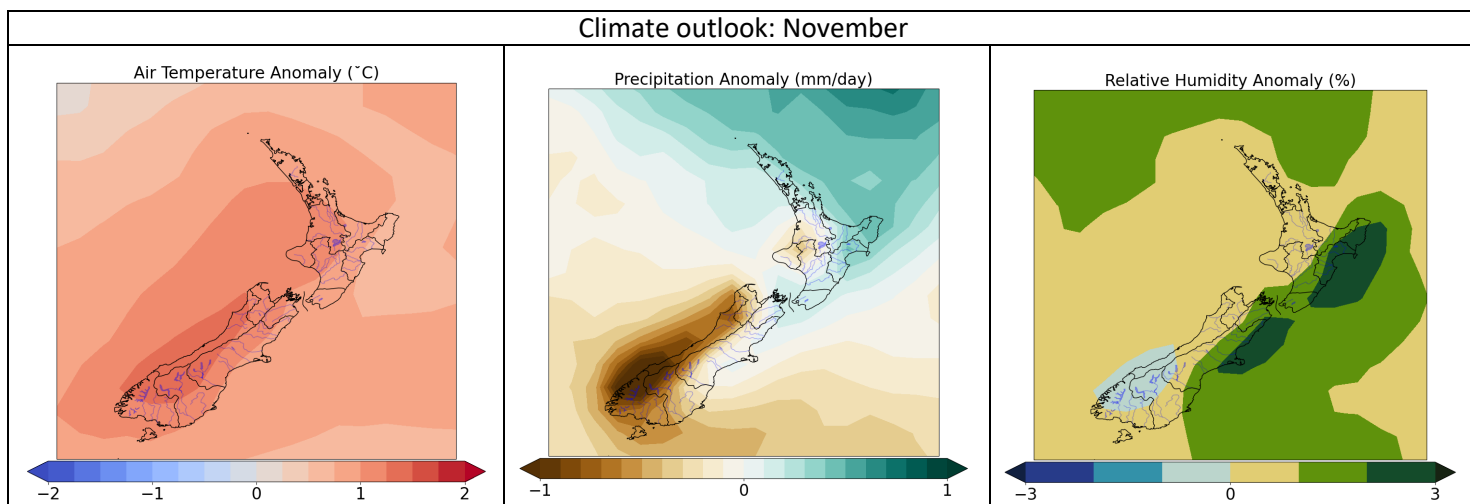 Climate outlook: November
Air Temperature Anomaly (˘C)
−2 −1 0 1 2
Precipitation Anomaly (mm/day)
−1 0 1
Relative Humidity Anomaly (%)
−3 0 3